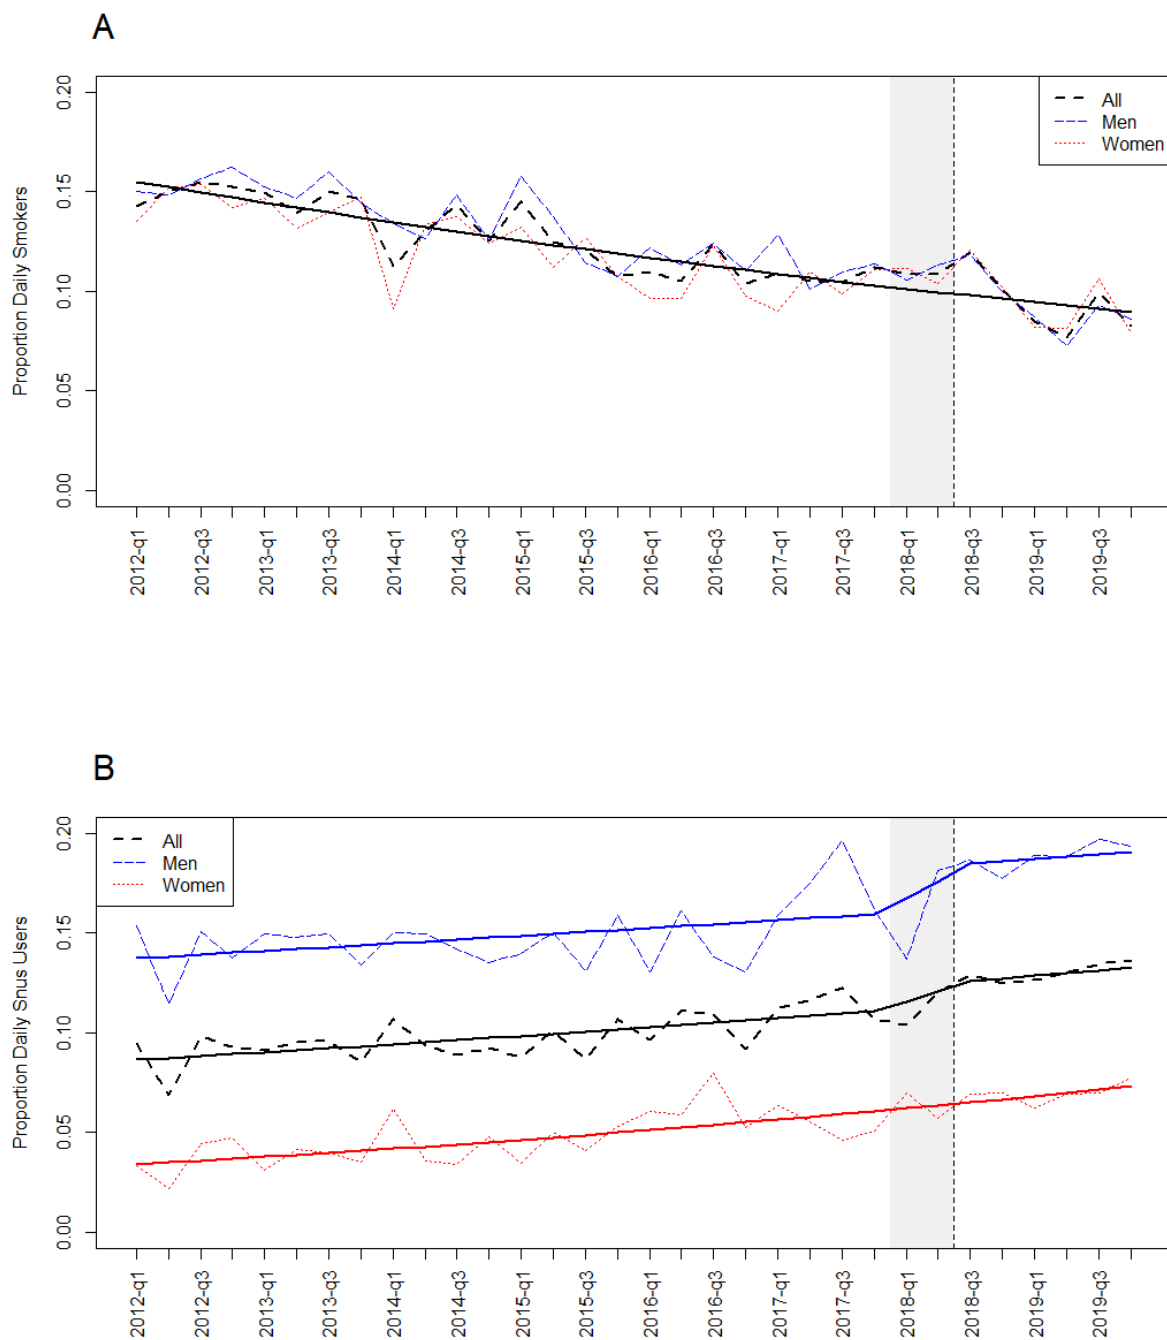 A
Proportion Daily Smokers
0.20
0.15
0.10
0.05
0.00
All
Men
Women
2012-q1
2012-q3
2013-q1
2013-q3
2014-q1
2014-q3
2015-q1
2015-q3
2016-q1
2016-q3
2017-q1
2017-q3
2018-q1
2018-q3
2019-q1
2019-q3
B
Proportion Daily Snus Users
0.20
0.15
0.10
0.05
0.00
All
Men
Women
2012-q1
2012-q3
2013-q1
2013-q3
2014-q1
2014-q3
2015-q1
2015-q3
2016-q1
2016-q3
2017-q1
2017-q3
2018-q1
2018-q3
2019-q1
2019-q3